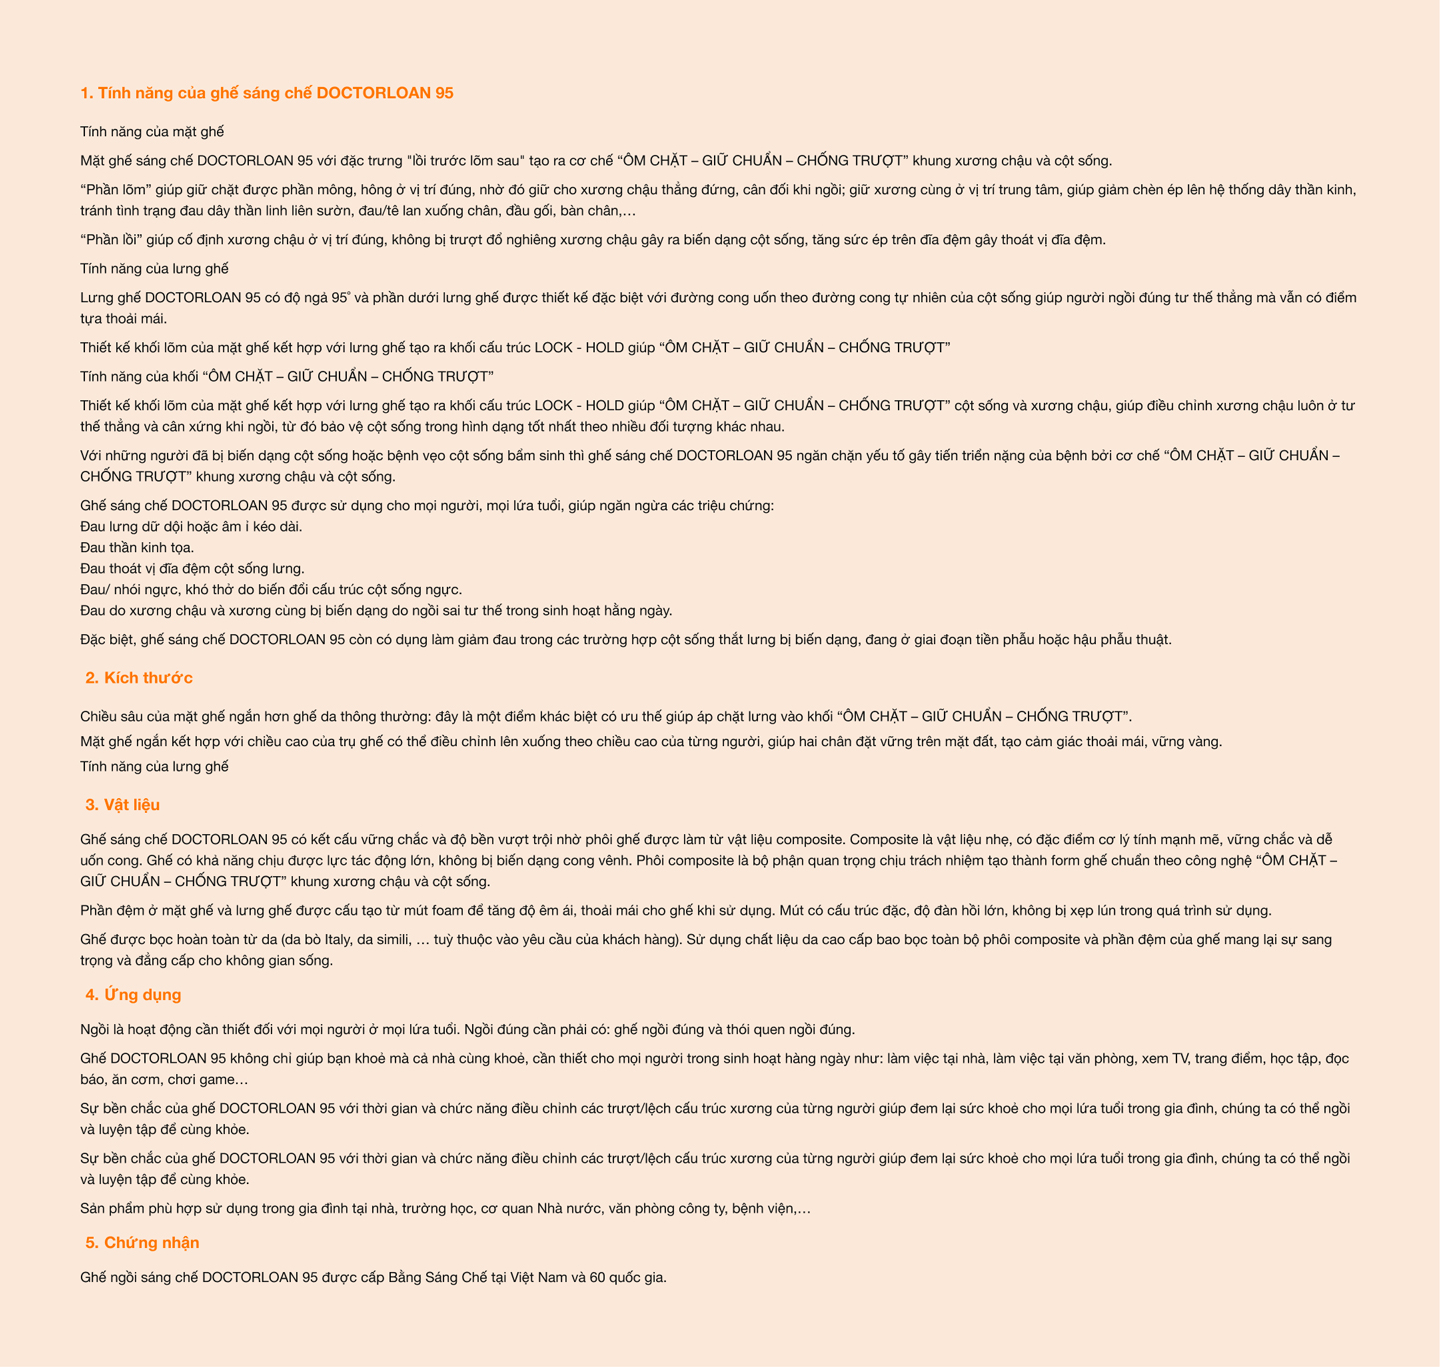 1. Tính năng của ghế sáng chế DOCTORLOAN 95
Tính năng của mặt ghế
Mặt ghế sáng chế DOCTORLOAN 95 với đặc trưng "lồi trước lõm sau" tạo ra cơ chế “ÔM CHẶT – GIỮ CHUẨN – CHỐNG TRƯỢT” khung xương chậu và cột sống.
“Phần lõm” giúp giữ chặt được phần mông, hông ở vị trí đúng, nhờ đó giữ cho xương chậu thẳng đứng, cân đối khi ngồi; giữ xương cùng ở vị trí trung tâm, giúp giảm chèn ép lên hệ thống dây thần kinh,
tránh tình trạng đau dây thần linh liên sườn, đau/tê lan xuống chân, đầu gối, bàn chân,…
“Phần lồi” giúp cố định xương chậu ở vị trí đúng, không bị trượt đổ nghiêng xương chậu gây ra biến dạng cột sống, tăng sức ép trên đĩa đệm gây thoát vị đĩa đệm.
Tính năng của lưng ghế
Lưng ghế DOCTORLOAN 95 có độ ngả 95˚ và phần dưới lưng ghế được thiết kế đặc biệt với đường cong uốn theo đường cong tự nhiên của cột sống giúp người ngồi đúng tư thế thẳng mà vẫn có điểm
tựa thoải mái.
Thiết kế khối lõm của mặt ghế kết hợp với lưng ghế tạo ra khối cấu trúc LOCK - HOLD giúp “ÔM CHẶT – GIỮ CHUẨN – CHỐNG TRƯỢT”
Tính năng của khối “ÔM CHẶT – GIỮ CHUẨN – CHỐNG TRƯỢT”
Thiết kế khối lõm của mặt ghế kết hợp với lưng ghế tạo ra khối cấu trúc LOCK - HOLD giúp “ÔM CHẶT – GIỮ CHUẨN – CHỐNG TRƯỢT” cột sống và xương chậu, giúp điều chỉnh xương chậu luôn ở tư
thế thẳng và cân xứng khi ngồi, từ đó bảo vệ cột sống trong hình dạng tốt nhất theo nhiều đối tượng khác nhau.
Với những người đã bị biến dạng cột sống hoặc bệnh vẹo cột sống bẩm sinh thì ghế sáng chế DOCTORLOAN 95 ngăn chặn yếu tố gây tiến triển nặng của bệnh bởi cơ chế “ÔM CHẶT – GIỮ CHUẨN –
CHỐNG TRƯỢT” khung xương chậu và cột sống.
Ghế sáng chế DOCTORLOAN 95 được sử dụng cho mọi người, mọi lứa tuổi, giúp ngăn ngừa các triệu chứng:
Đau lưng dữ dội hoặc âm ỉ kéo dài.
Đau thần kinh tọa.
Đau thoát vị đĩa đệm cột sống lưng.
Đau/ nhói ngực, khó thở do biến đổi cấu trúc cột sống ngực.
Đau do xương chậu và xương cùng bị biến dạng do ngồi sai tư thế trong sinh hoạt hằng ngày.
Đặc biệt, ghế sáng chế DOCTORLOAN 95 còn có dụng làm giảm đau trong các trường hợp cột sống thắt lưng bị biến dạng, đang ở giai đoạn tiền phẫu hoặc hậu phẫu thuật.
2. Kích thước
Chiều sâu của mặt ghế ngắn hơn ghế da thông thường: đây là một điểm khác biệt có ưu thế giúp áp chặt lưng vào khối “ÔM CHẶT – GIỮ CHUẨN – CHỐNG TRƯỢT”.
Mặt ghế ngắn kết hợp với chiều cao của trụ ghế có thể điều chỉnh lên xuống theo chiều cao của từng người, giúp hai chân đặt vững trên mặt đất, tạo cảm giác thoải mái, vững vàng.
Tính năng của lưng ghế
3. Vật liệu
Ghế sáng chế DOCTORLOAN 95 có kết cấu vững chắc và độ bền vượt trội nhờ phôi ghế được làm từ vật liệu composite. Composite là vật liệu nhẹ, có đặc điểm cơ lý tính mạnh mẽ, vững chắc và dễ
uốn cong. Ghế có khả năng chịu được lực tác động lớn, không bị biến dạng cong vênh. Phôi composite là bộ phận quan trọng chịu trách nhiệm tạo thành form ghế chuẩn theo công nghệ “ÔM CHẶT –
GIỮ CHUẨN – CHỐNG TRƯỢT” khung xương chậu và cột sống.
Phần đệm ở mặt ghế và lưng ghế được cấu tạo từ mút foam để tăng độ êm ái, thoải mái cho ghế khi sử dụng. Mút có cấu trúc đặc, độ đàn hồi lớn, không bị xẹp lún trong quá trình sử dụng.
Ghế được bọc hoàn toàn từ da (da bò Italy, da simili, … tuỳ thuộc vào yêu cầu của khách hàng). Sử dụng chất liệu da cao cấp bao bọc toàn bộ phôi composite và phần đệm của ghế mang lại sự sang
trọng và đẳng cấp cho không gian sống.
4. Ứng dụng
Ngồi là hoạt động cần thiết đối với mọi người ở mọi lứa tuổi. Ngồi đúng cần phải có: ghế ngồi đúng và thói quen ngồi đúng.
Ghế DOCTORLOAN 95 không chỉ giúp bạn khoẻ mà cả nhà cùng khoẻ, cần thiết cho mọi người trong sinh hoạt hàng ngày như: làm việc tại nhà, làm việc tại văn phòng, xem TV, trang điểm, học tập, đọc
báo, ăn cơm, chơi game…
Sự bền chắc của ghế DOCTORLOAN 95 với thời gian và chức năng điều chỉnh các trượt/lệch cấu trúc xương của từng người giúp đem lại sức khoẻ cho mọi lứa tuổi trong gia đình, chúng ta có thể ngồi
và luyện tập để cùng khỏe.
Sự bền chắc của ghế DOCTORLOAN 95 với thời gian và chức năng điều chỉnh các trượt/lệch cấu trúc xương của từng người giúp đem lại sức khoẻ cho mọi lứa tuổi trong gia đình, chúng ta có thể ngồi
và luyện tập để cùng khỏe.
Sản phẩm phù hợp sử dụng trong gia đình tại nhà, trường học, cơ quan Nhà nước, văn phòng công ty, bệnh viện,…
5. Chứng nhận
Ghế ngồi sáng chế DOCTORLOAN 95 được cấp Bằng Sáng Chế tại Việt Nam và 60 quốc gia.